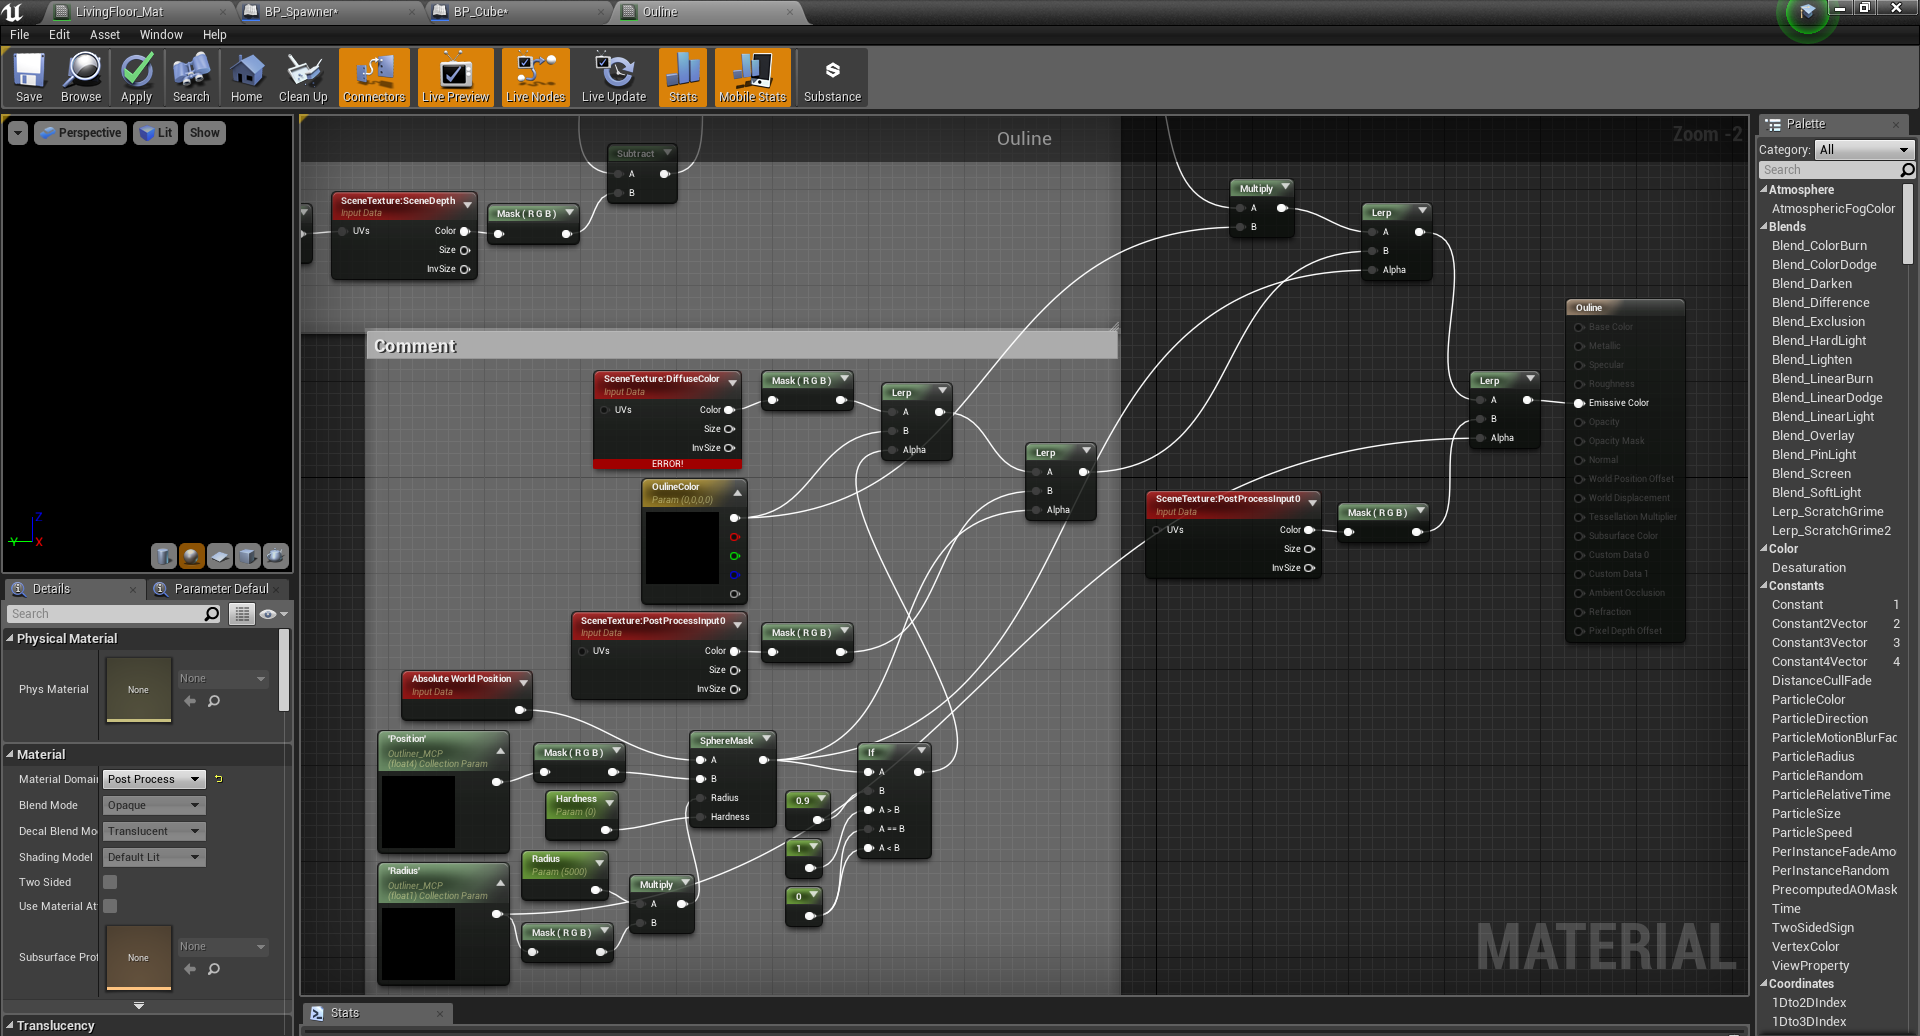 LivingFloor_Mat
BP_Spawner*
BP_Cube*
Ouline
File Edit Asset Window Help
Save Browse Apply Search Home Clean Up Connectors Live Preview Live Nodes Live Update Stats Mobile Stats Substance
Perspective Lit Show
Z
Y X
Details
Parameter Defaul
Search
Physical Material
Phys Material
None
None
Material
Material Domai Post Process
Blend Mode Opaque
Decal Blend Mo Translucent
Shading Model Default Lit
Two Sided
Use Material At
Subsurface Prof
None
None
Translucency
Ouline
Zoom -2
Subtract
A
B
SceneTexture:SceneDepth
Input Data
UVs Color
Size
InvSize
Mask ( R G B )
Multiply
A
B
Lerp
A
B
Alpha
Comment
SceneTexture:DiffuseColor
Input Data
UVs Color
Size
InvSize
ERROR!
Mask ( R G B )
Lerp
A
B
Alpha
Lerp
A
B
Alpha
OulineColor
Param (0,0,0,0)
SceneTexture:PostProcessInput0
Input Data
UVs Color
Size
InvSize
Mask ( R G B )
Absolute World Position
Input Data
'Position'
Outliner_MCP
(float4) Collection Param
Mask ( R G B )
SphereMask
A
B
Radius
Hardness
Hardness
Param (0)
Radius
Param (5000)
'Radius'
Outliner_MCP
(float1) Collection Param
Mask ( R G B )
Multiply
A
B
0.9
1
0
If
A
B
A > B
A == B
A < B
SceneTexture:PostProcessInput0
Input Data
UVs Color
Size
InvSize
Mask ( R G B )
Lerp
A
B
Alpha
Ouline
Base Color
Metallic
Specular
Roughness
Emissive Color
Opacity
Opacity Mask
Normal
World Position Offset
World Displacement
Tessellation Multiplier
Subsurface Color
Custom Data 0
Custom Data 1
Ambient Occlusion
Refraction
Pixel Depth Offset
MATERIAL
Stats
Palette
Category: All
Search
Atmosphere
AtmosphericFogColor
Blends
Blend_ColorBurn
Blend_ColorDodge
Blend_Darken
Blend_Difference
Blend_Exclusion
Blend_HardLight
Blend_Lighten
Blend_LinearBurn
Blend_LinearDodge
Blend_LinearLight
Blend_Overlay
Blend_PinLight
Blend_Screen
Blend_SoftLight
Lerp_ScratchGrime
Lerp_ScratchGrime2
Color
Desaturation
Constants
Constant 1
Constant2Vector 2
Constant3Vector 3
Constant4Vector 4
DistanceCullFade
ParticleColor
ParticleDirection
ParticleMotionBlurFac
ParticleRadius
ParticleRandom
ParticleRelativeTime
ParticleSize
ParticleSpeed
PerInstanceFadeAmo
PerInstanceRandom
PrecomputedAOMask
Time
TwoSidedSign
VertexColor
ViewProperty
Coordinates
1Dto2DIndex
1Dto3DIndex